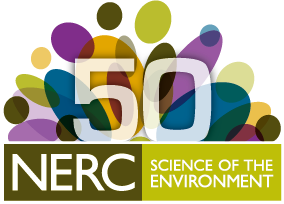 50
NERC
SCIENCE OF THE
ENVIRONMENT